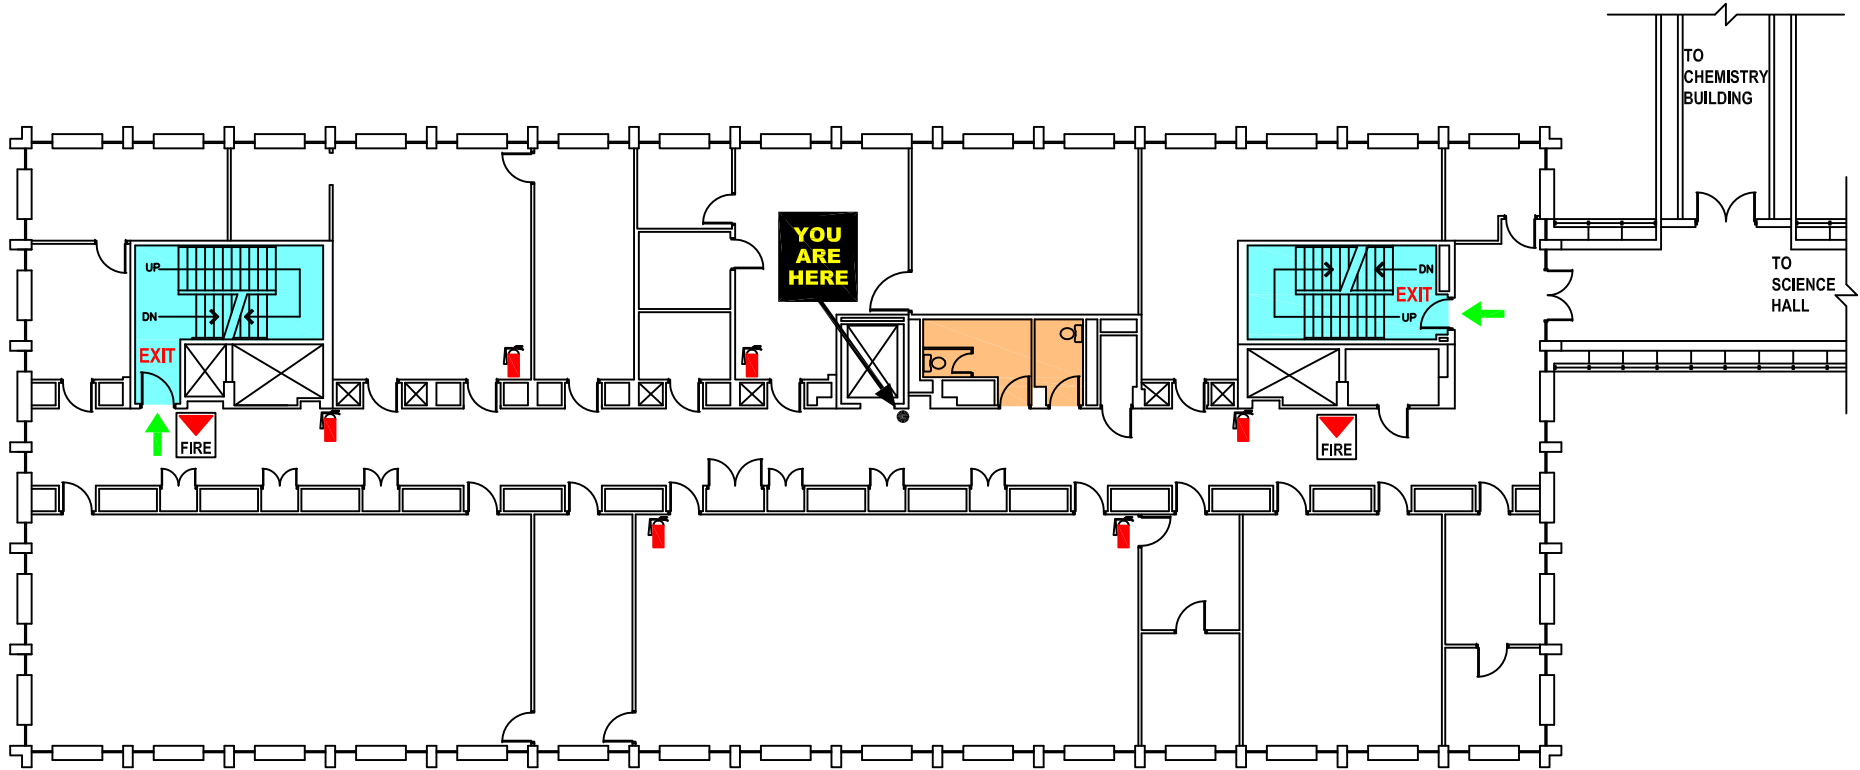 TO
CHEMISTRY
BUILDING
YOU
ARE
HERE
UP
DN
EXIT
DN
EXIT
UP
TO
SCIENCE
HALL
FIRE
FIRE